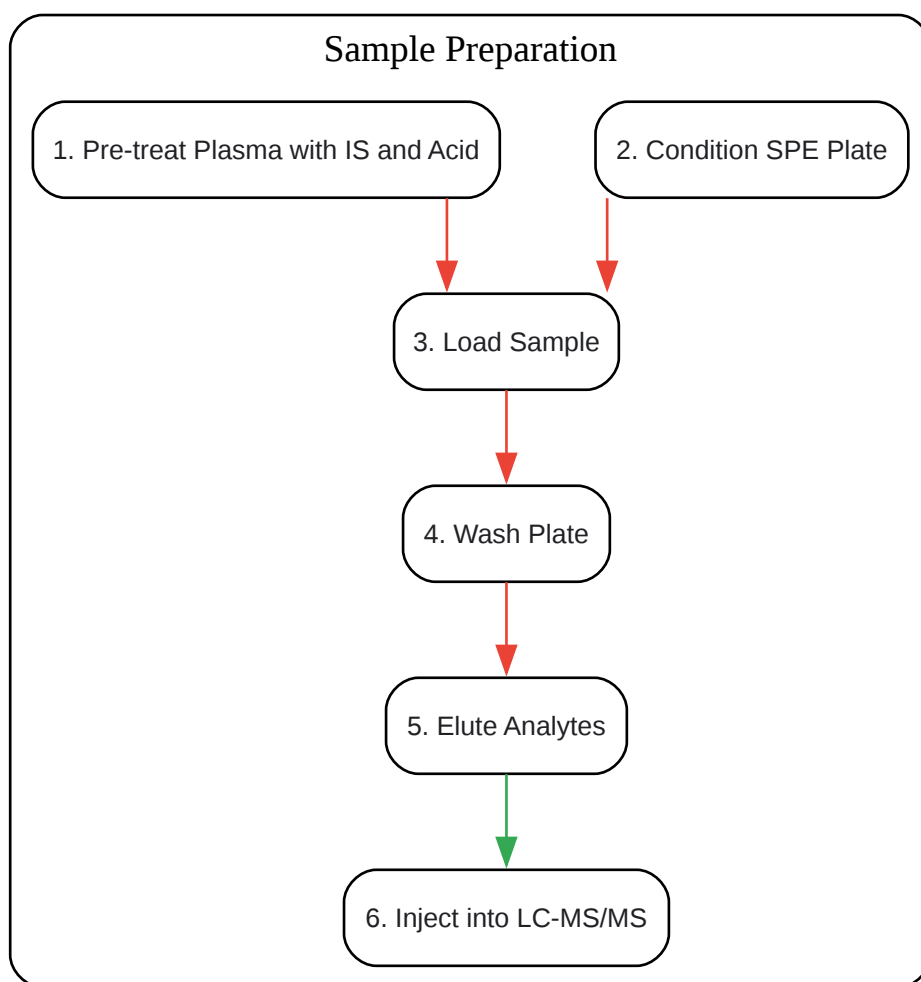 Sample Preparation
1. Pre-treat Plasma with IS and Acid
2. Condition SPE Plate
3. Load Sample
4. Wash Plate
5. Elute Analytes
6. Inject into LC-MS/MS